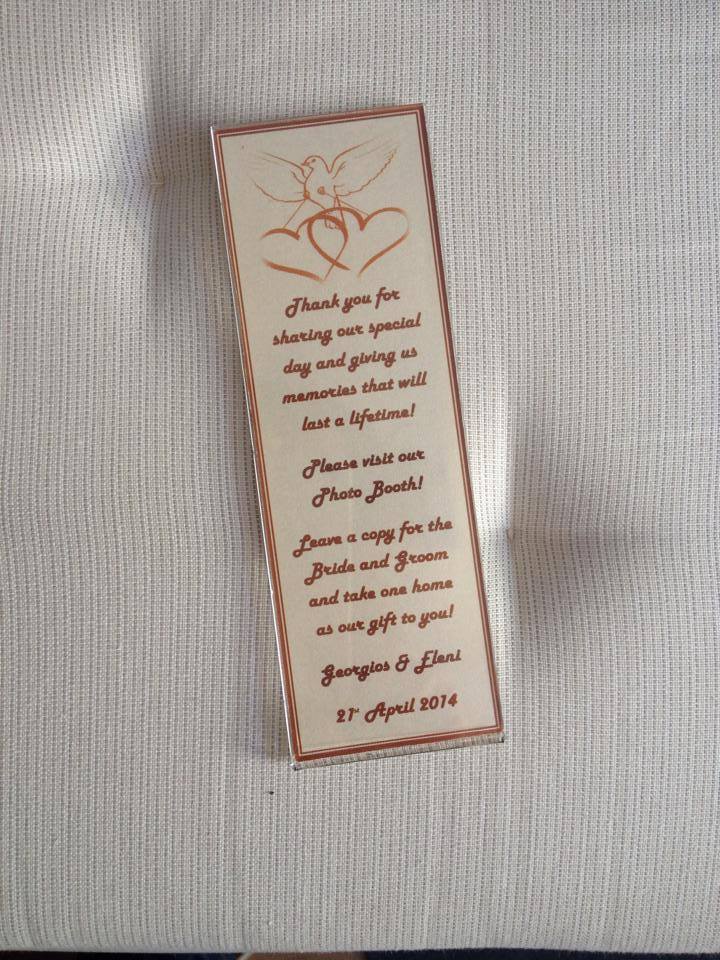 Thank you for
sharing our special
day and giving us
memories that will
last a lifetime!
Please visit our
Photo Booth!
Leave a copy for the
Bride and Groom
and take one home
as our gift to you!
Georgios & Eleni
21st April 2014